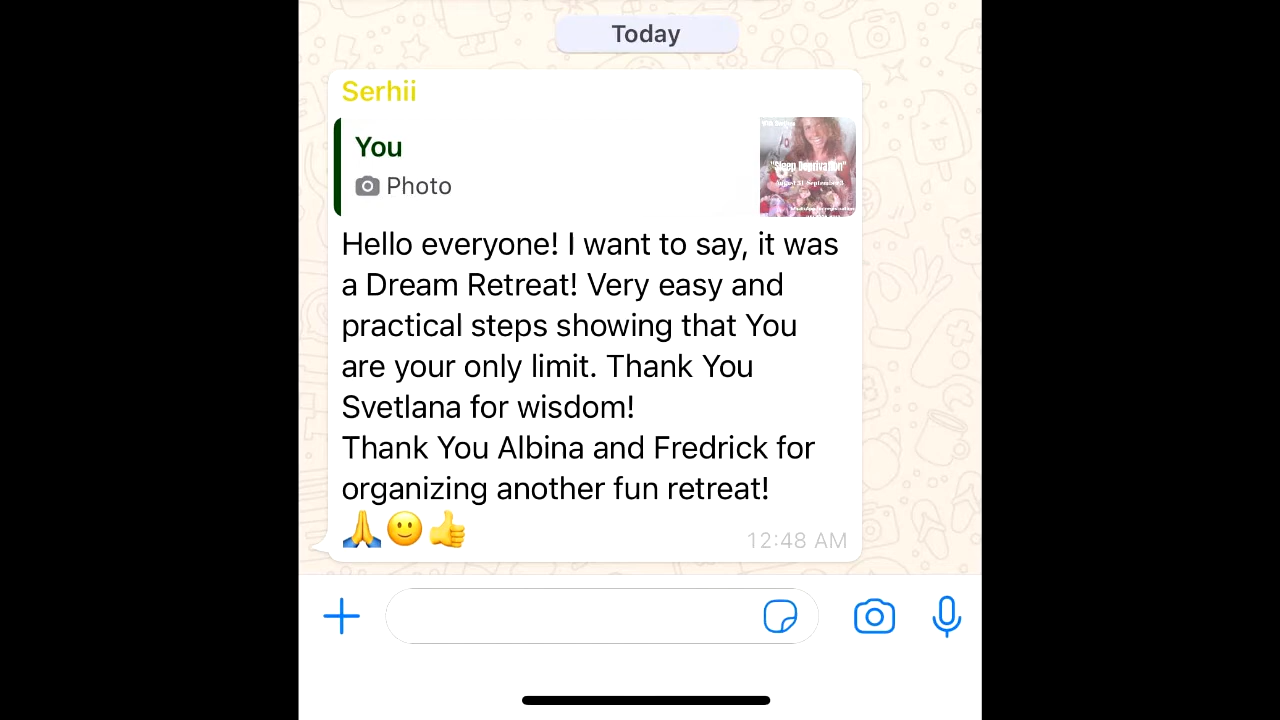 Today
Serhii
You
Photo
"Sleep Deprivation"
Hello everyone! I want to say, it was
a Dream Retreat! Very easy and
practical steps showing that You
are your only limit. Thank You
Svetlana for wisdom!
Thank You Albina and Fredrick for
organizing another fun retreat!
🙏🙂👍
12:48 AM